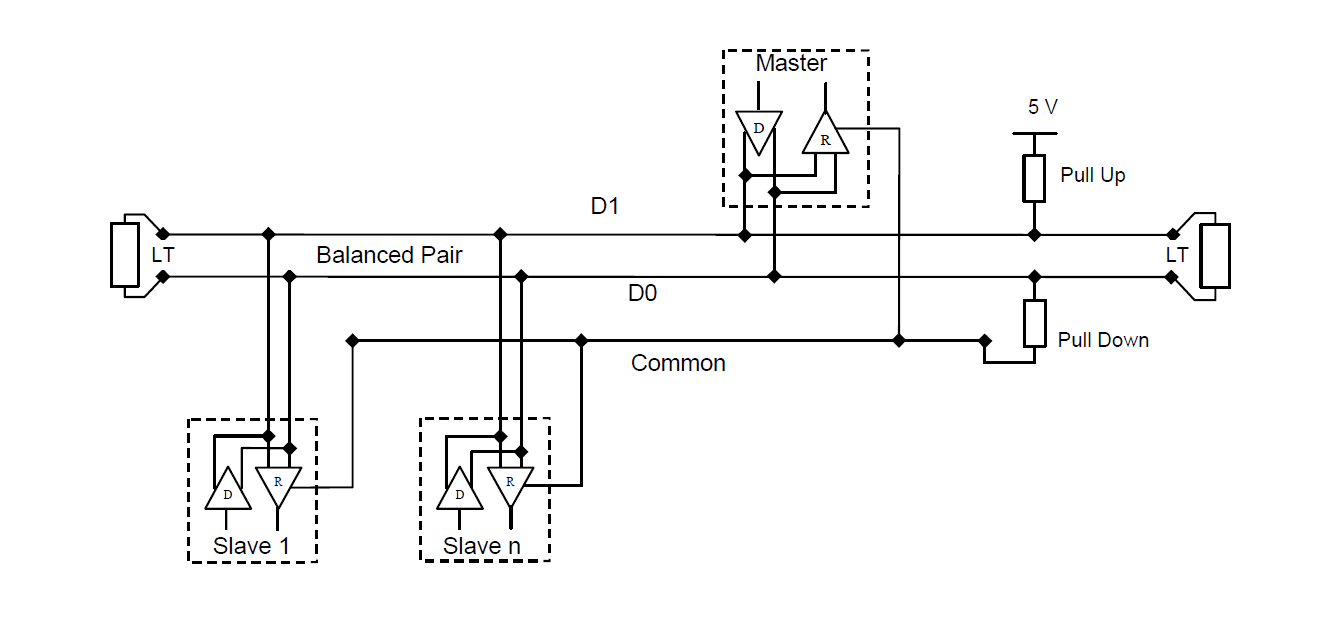 Master
D
R
5 V
Pull Up
D1
LT
Balanced Pair
LT
D0
Common
Pull Down
D
R
D
R
Slave 1
Slave n